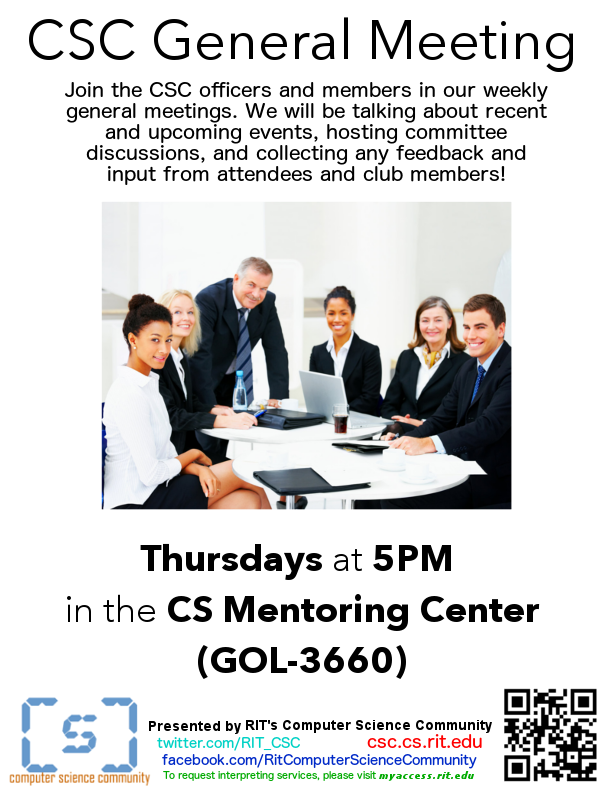 CSC General Meeting
Join the CSC officers and members in our weekly
general meetings. We will be talking about recent
and upcoming events, hosting committee
discussions, and collecting any feedback and
input from attendees and club members!
Thursdays at 5PM
in the CS Mentoring Center
(GOL-3660)
[s]
computer science community
Presented by RIT's Computer Science Community
twitter.com/RIT_CSC csc.cs.rit.edu
facebook.com/RitComputerScienceCommunity
To request interpreting services, please visit myaccess.rit.edu